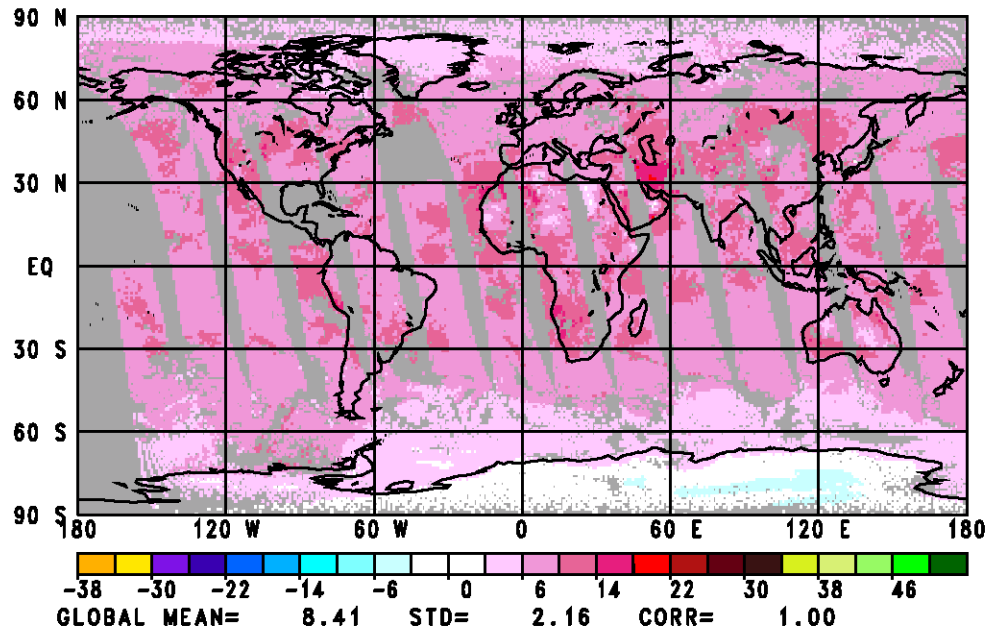 90 N
60 N
30 N
EQ
30 S
60 S
90 S
180 120 W 60 W 0 60 E 120 E 180
-38 -30 -22 -14 -6 0 6 14 22 30 38 46
GLOBAL MEAN= 8.41 STD= 2.16 CORR= 1.00